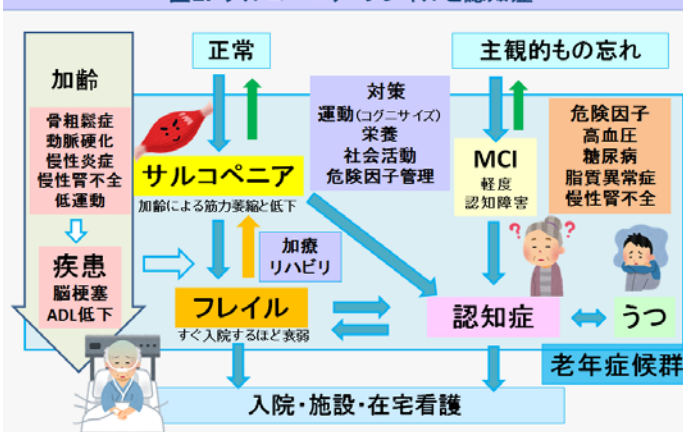 加齢
骨粗鬆症
動脈硬化
慢性炎症
慢性腎不全
低運動
疾患
脳梗塞
ADL低下
正常
サルコペニア
加齢による筋力萎縮と低下
加療
リハビリ
フレイル
すぐ入院するほど衰弱
対策
運動(コグニサイズ)
栄養
社会活動
危険因子管理
主観的もの忘れ
MCI
軽度
認知障害
危険因子
高血圧
糖尿病
脂質異常症
慢性腎不全
? ?
認知症
うつ
老年症候群
入院・施設・在宅看護